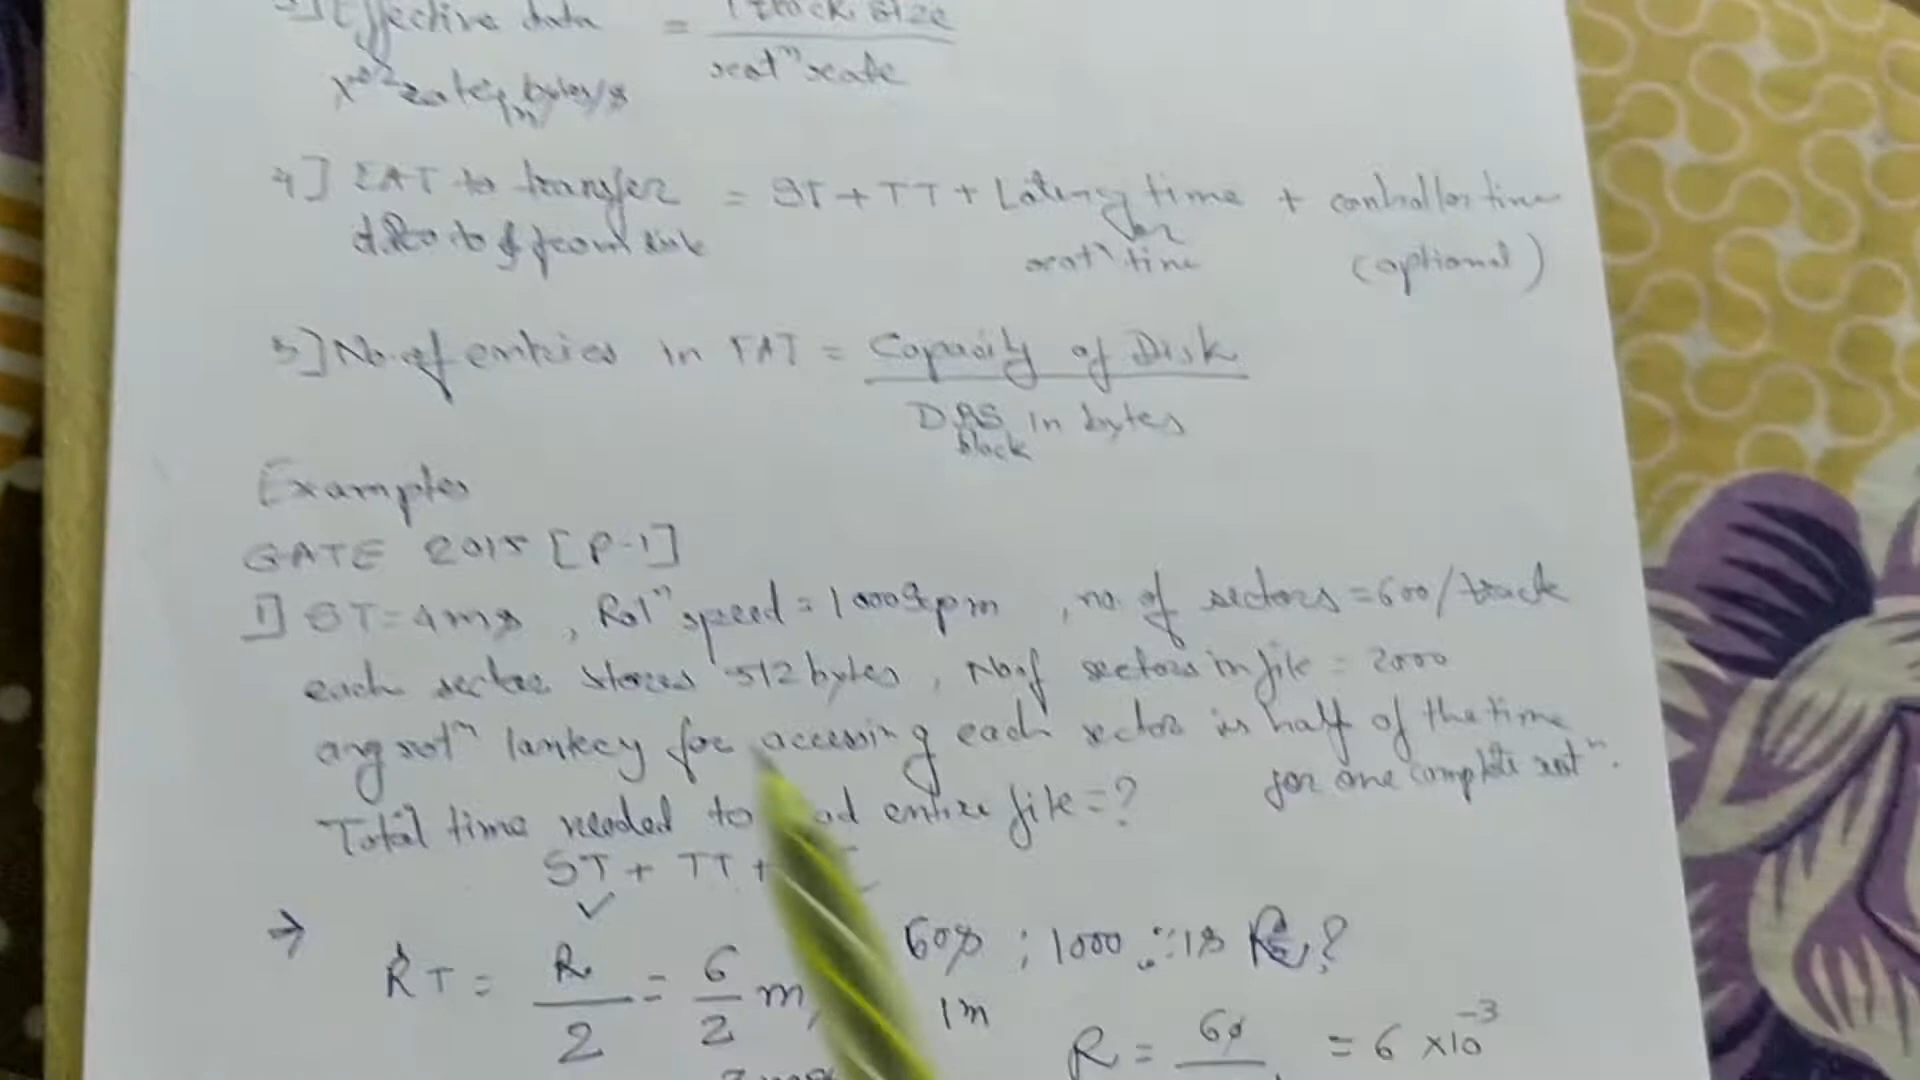 3] Effective data = 1 track size
rate in bytes/s rotⁿ rate
4] EAT to transfer = ST + TT + Latency time + controller time
data to & from disk or rotⁿ time (optional)
5] No. of entries in FAT = Capacity of Disk
DBS in bytes
block
Examples
GATE 2015 [P-1]
1] ST = 4ms , Rotⁿ speed = 10000rpm , no. of sectors = 600/track
each sector stores 512 bytes , No of sectors in file = 2000
avg rotⁿ lantecy for accessing each sector is half of the time
for one complete rotⁿ.
Total time needed to entire file = ?
ST + TT +
→ RT = R/2 = 6/2 m 60s : 1000 ∴ 1s R ?
1m
R = 60 = 6 × 10⁻³